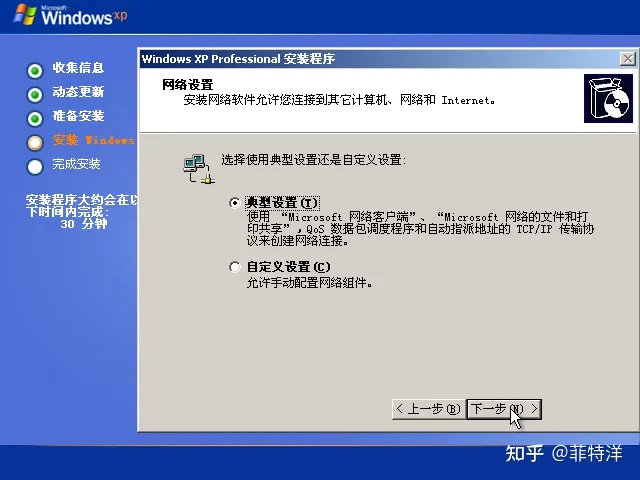 Microsoft
Windows xp
收集信息
动态更新
准备安装
安装 Windows
完成安装
安装程序大约会在以
下时间内完成:
30 分钟
Windows XP Professional 安装程序
网络设置
安装网络软件允许您连接到其它计算机、网络和 Internet。
选择使用典型设置还是自定义设置:
典型设置(T)
使用 “Microsoft 网络客户端”、“Microsoft 网络的文件和打
印共享”,QoS 数据包调度程序和自动指派地址的 TCP/IP 传输协
议来创建网络连接。
自定义设置(C)
允许手动配置网络组件。
< 上一步(B) 下一步(N) >
知乎 @菲特洋